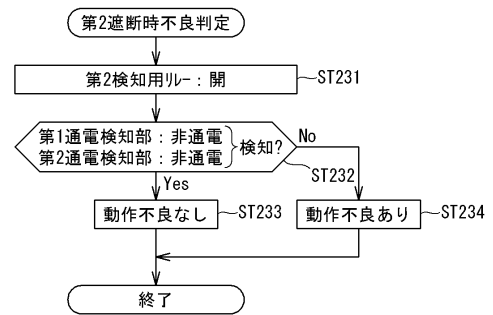 第2遮断時不良判定
第2検知用ﾘﾚｰ：開
ST231
第1通電検知部：非通電
第2通電検知部：非通電
検知?
No
ST232
Yes
動作不良なし
ST233
動作不良あり
ST234
終了